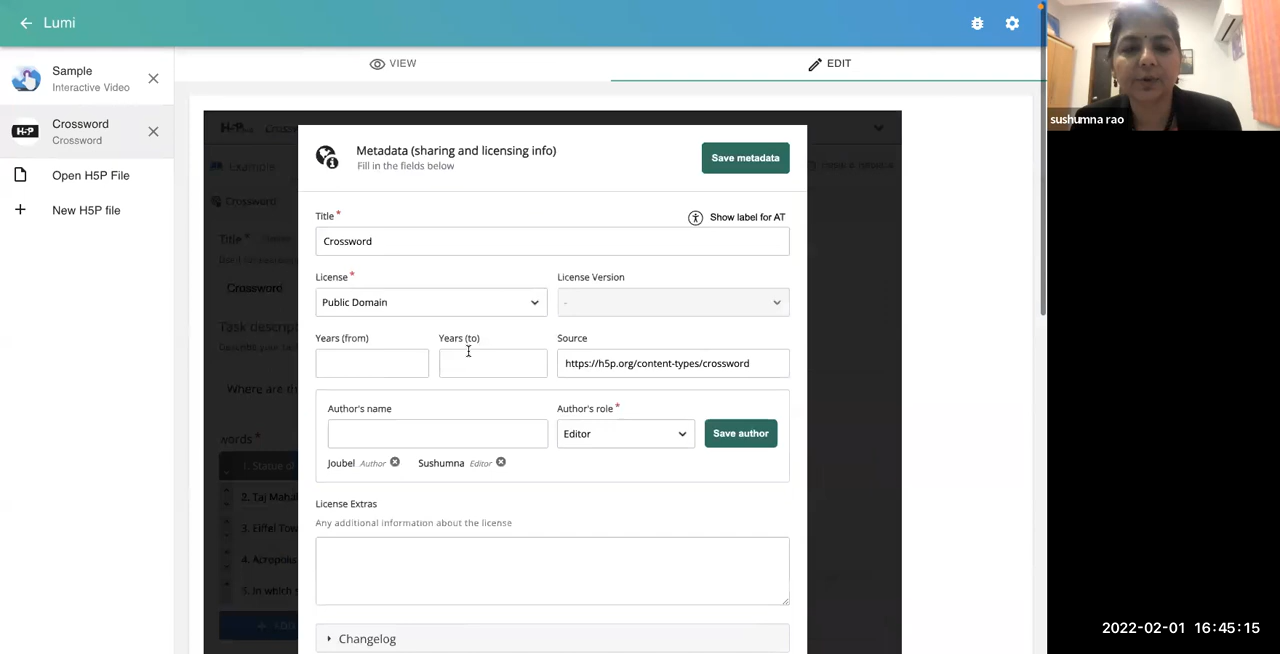 Lumi
VIEW
EDIT
Sample
Interactive Video
Crossword
Crossword
Open H5P File
New H5P file
sushumna rao
H-P
Metadata (sharing and licensing info)
Fill in the fields below
Save metadata
Title*
Show label for AT
Crossword
License*
License Version
Public Domain
-
Years (from)
Years (to)
Source
https://h5p.org/content-types/crossword
Author's name
Author's role*
Editor
Save author
Joubel Author
Sushumna Editor
License Extras
Any additional information about the license
Changelog
Example
Crossword
Title
Crossword
Task descrip
Where are th
words*
1. Statue o
2. Taj Mahal
3. Eiffel Tow
4. Acropolis
5. In which s
2022-02-01 16:45:15